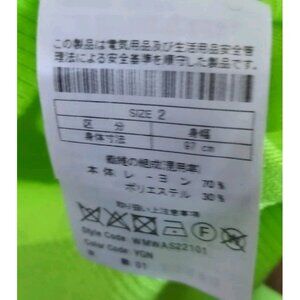 この製品は電気用品及び生活用品安全管
理法による安全基準を順守した製品です。
SIZE 2
区 分 身幅
身体寸法 97 cm
繊維の組成(混用率)
本体 レーヨン 70 %
ポリエステル 30 %
取り扱い上注意事項
Style Code: WMWAS22101
Color Code: YGN
01